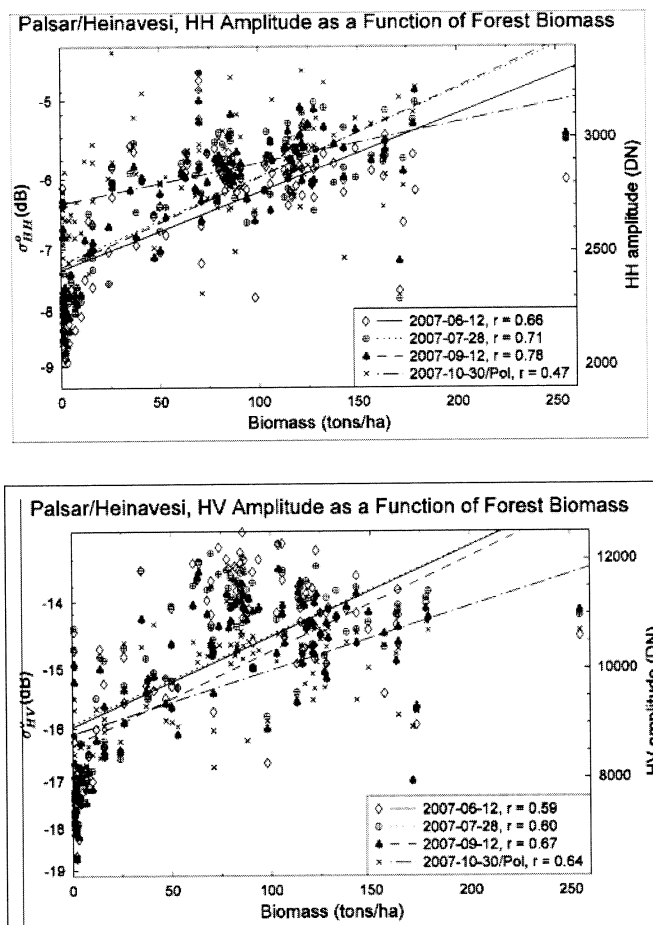 Palsar/Heinavesi, HH Amplitude as a Function of Forest Biomass
-5
-6
-7
-8
-9
σ°HH (dB)
3000
2500
2000
HH amplitude (DN)
2007-06-12, r = 0.66
2007-07-28, r = 0.71
2007-09-12, r = 0.78
2007-10-30/Pol, r = 0.47
0 50 100 150 200 250
Biomass (tons/ha)
Palsar/Heinavesi, HV Amplitude as a Function of Forest Biomass
-14
-15
-16
-17
-18
-19
σ°HV (dB)
12000
10000
8000
HV amplitude (DN)
2007-06-12, r = 0.59
2007-07-28, r = 0.60
2007-09-12, r = 0.67
2007-10-30/Pol, r = 0.64
0 50 100 150 200 250
Biomass (tons/ha)